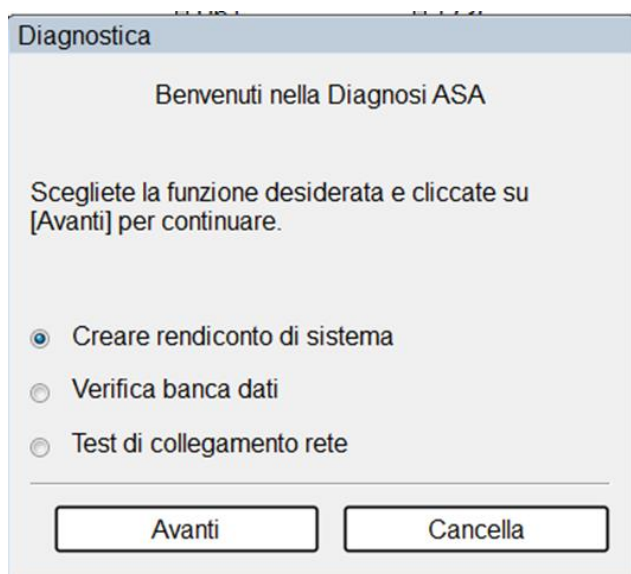 Diagnostica
Benvenuti nella Diagnosi ASA
Scegliete la funzione desiderata e cliccate su
[Avanti] per continuare.
Creare rendiconto di sistema
Verifica banca dati
Test di collegamento rete
Avanti
Cancella